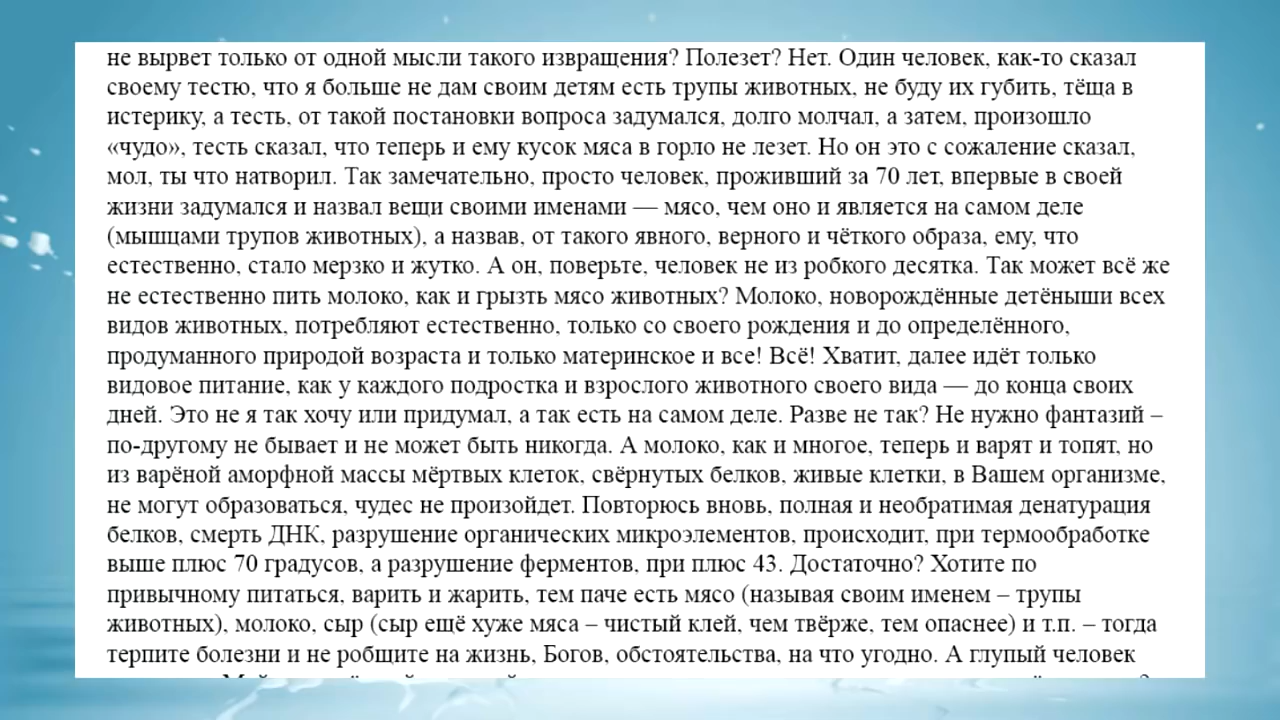 не вырвет только от одной мысли такого извращения? Полезет? Нет. Один человек, как-то сказал
своему тестю, что я больше не дам своим детям есть трупы животных, не буду их губить, тёща в
истерику, а тесть, от такой постановки вопроса задумался, долго молчал, а затем, произошло
«чудо», тесть сказал, что теперь и ему кусок мяса в горло не лезет. Но он это с сожаление сказал,
мол, ты что натворил. Так замечательно, просто человек, проживший за 70 лет, впервые в своей
жизни задумался и назвал вещи своими именами — мясо, чем оно и является на самом деле
(мышцами трупов животных), а назвав, от такого явного, верного и чёткого образа, ему, что
естественно, стало мерзко и жутко. А он, поверьте, человек не из робкого десятка. Так может всё же
не естественно пить молоко, как и грызть мясо животных? Молоко, новорождённые детёныши всех
видов животных, потребляют естественно, только со своего рождения и до определённого,
продуманного природой возраста и только материнское и все! Всё! Хватит, далее идёт только
видовое питание, как у каждого подростка и взрослого животного своего вида — до конца своих
дней. Это не я так хочу или придумал, а так есть на самом деле. Разве не так? Не нужно фантазий –
по-другому не бывает и не может быть никогда. А молоко, как и многое, теперь и варят и топят, но
из варёной аморфной массы мёртвых клеток, свёрнутых белков, живые клетки, в Вашем организме,
не могут образоваться, чудес не произойдет. Повторюсь вновь, полная и необратимая денатурация
белков, смерть ДНК, разрушение органических микроэлементов, происходит, при термообработке
выше плюс 70 градусов, а разрушение ферментов, при плюс 43. Достаточно? Хотите по
привычному питаться, варить и жарить, тем паче есть мясо (называя своим именем – трупы
животных), молоко, сыр (сыр ещё хуже мяса – чистый клей, чем твёрже, тем опаснее) и т.п. – тогда
терпите болезни и не робщите на жизнь, Богов, обстоятельства, на что угодно. А глупый человек